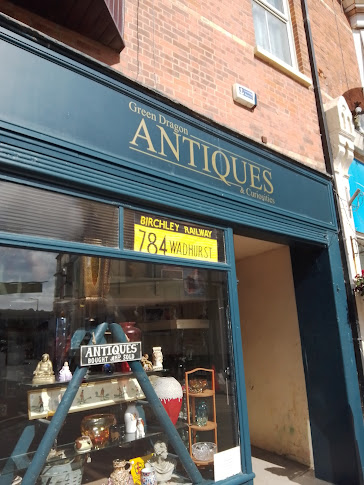 Green Dragon
ANTIQUES
& Curiosities
BIRCHLEY RAILWAY
784 WADHURST
ANTIQUES
BOUGHT AND SOLD